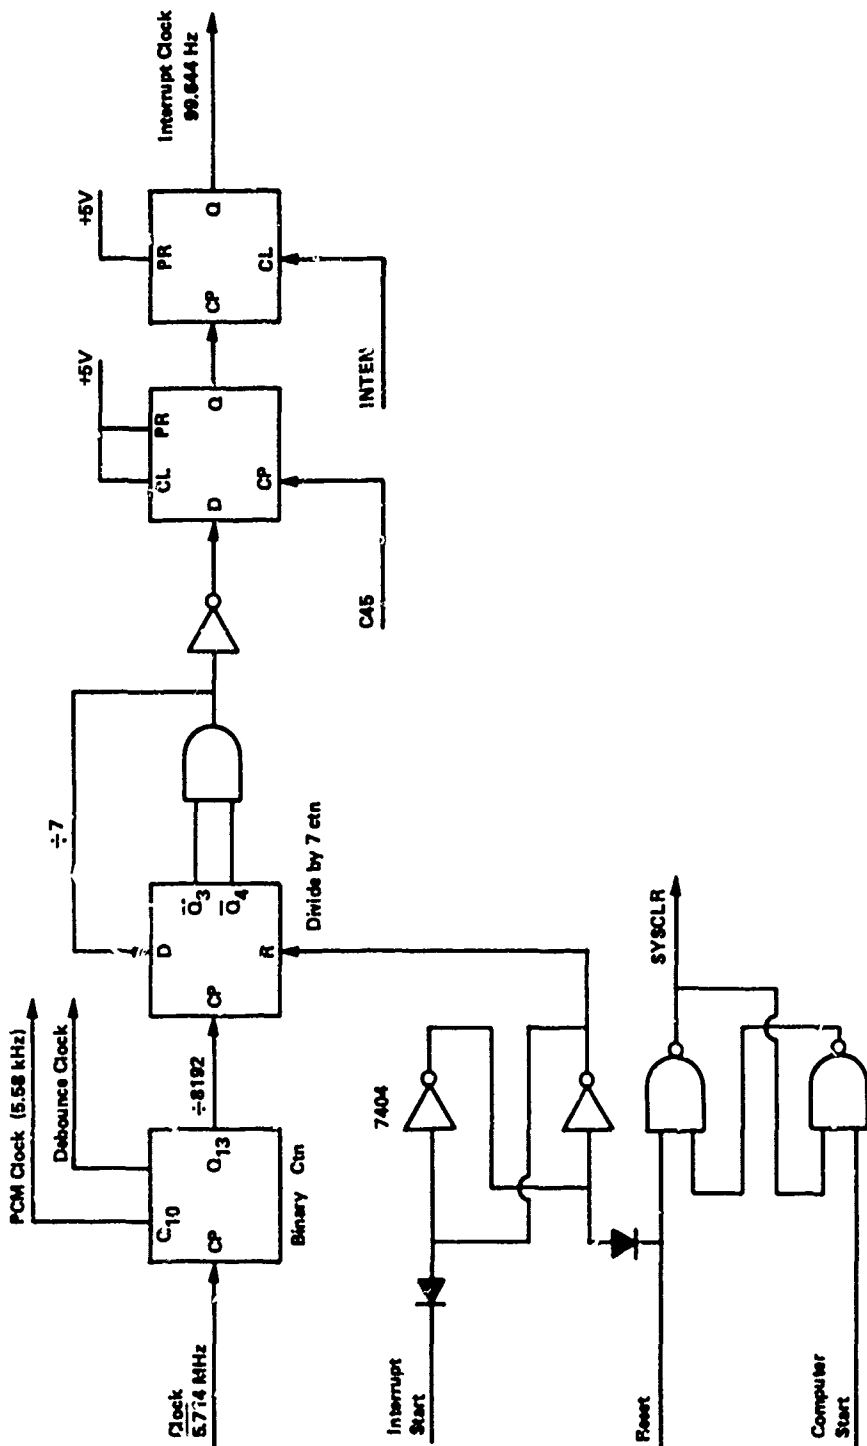 Clock
5.714 MHz
PCM Clock (5.58 kHz)
Debounce Clock
C10
CP
Q13
Binary Ctn
÷8192
÷7
D
CP
R
Q̅3
Q̅4
Divide by 7 ctn
+5V
CL
PR
D
Q
CP
C45
+5V
PR
CP
Q
CL
INTEN
Interrupt Clock
99.644 Hz
Interrupt
Start
7404
Reset
SYSCLR
Computer
Start